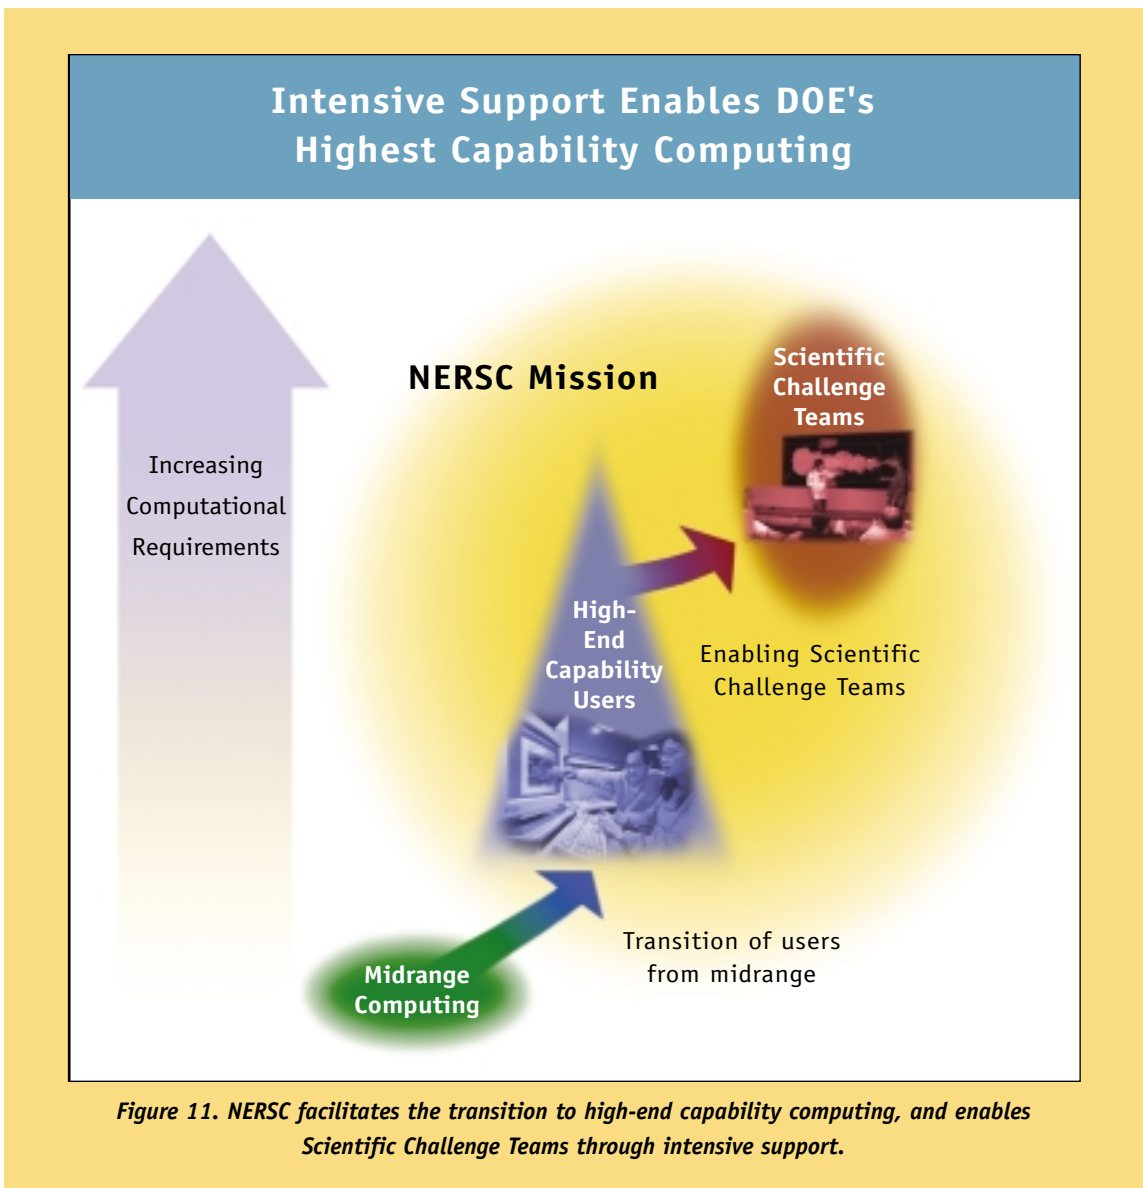 Intensive Support Enables DOE's
Highest Capability Computing
NERSC Mission
Scientific
Challenge
Teams
Increasing
Computational
Requirements
High-
End
Capability
Users
Enabling Scientific
Challenge Teams
Transition of users
from midrange
Midrange
Computing
Figure 11. NERSC facilitates the transition to high-end capability computing, and enables
Scientific Challenge Teams through intensive support.